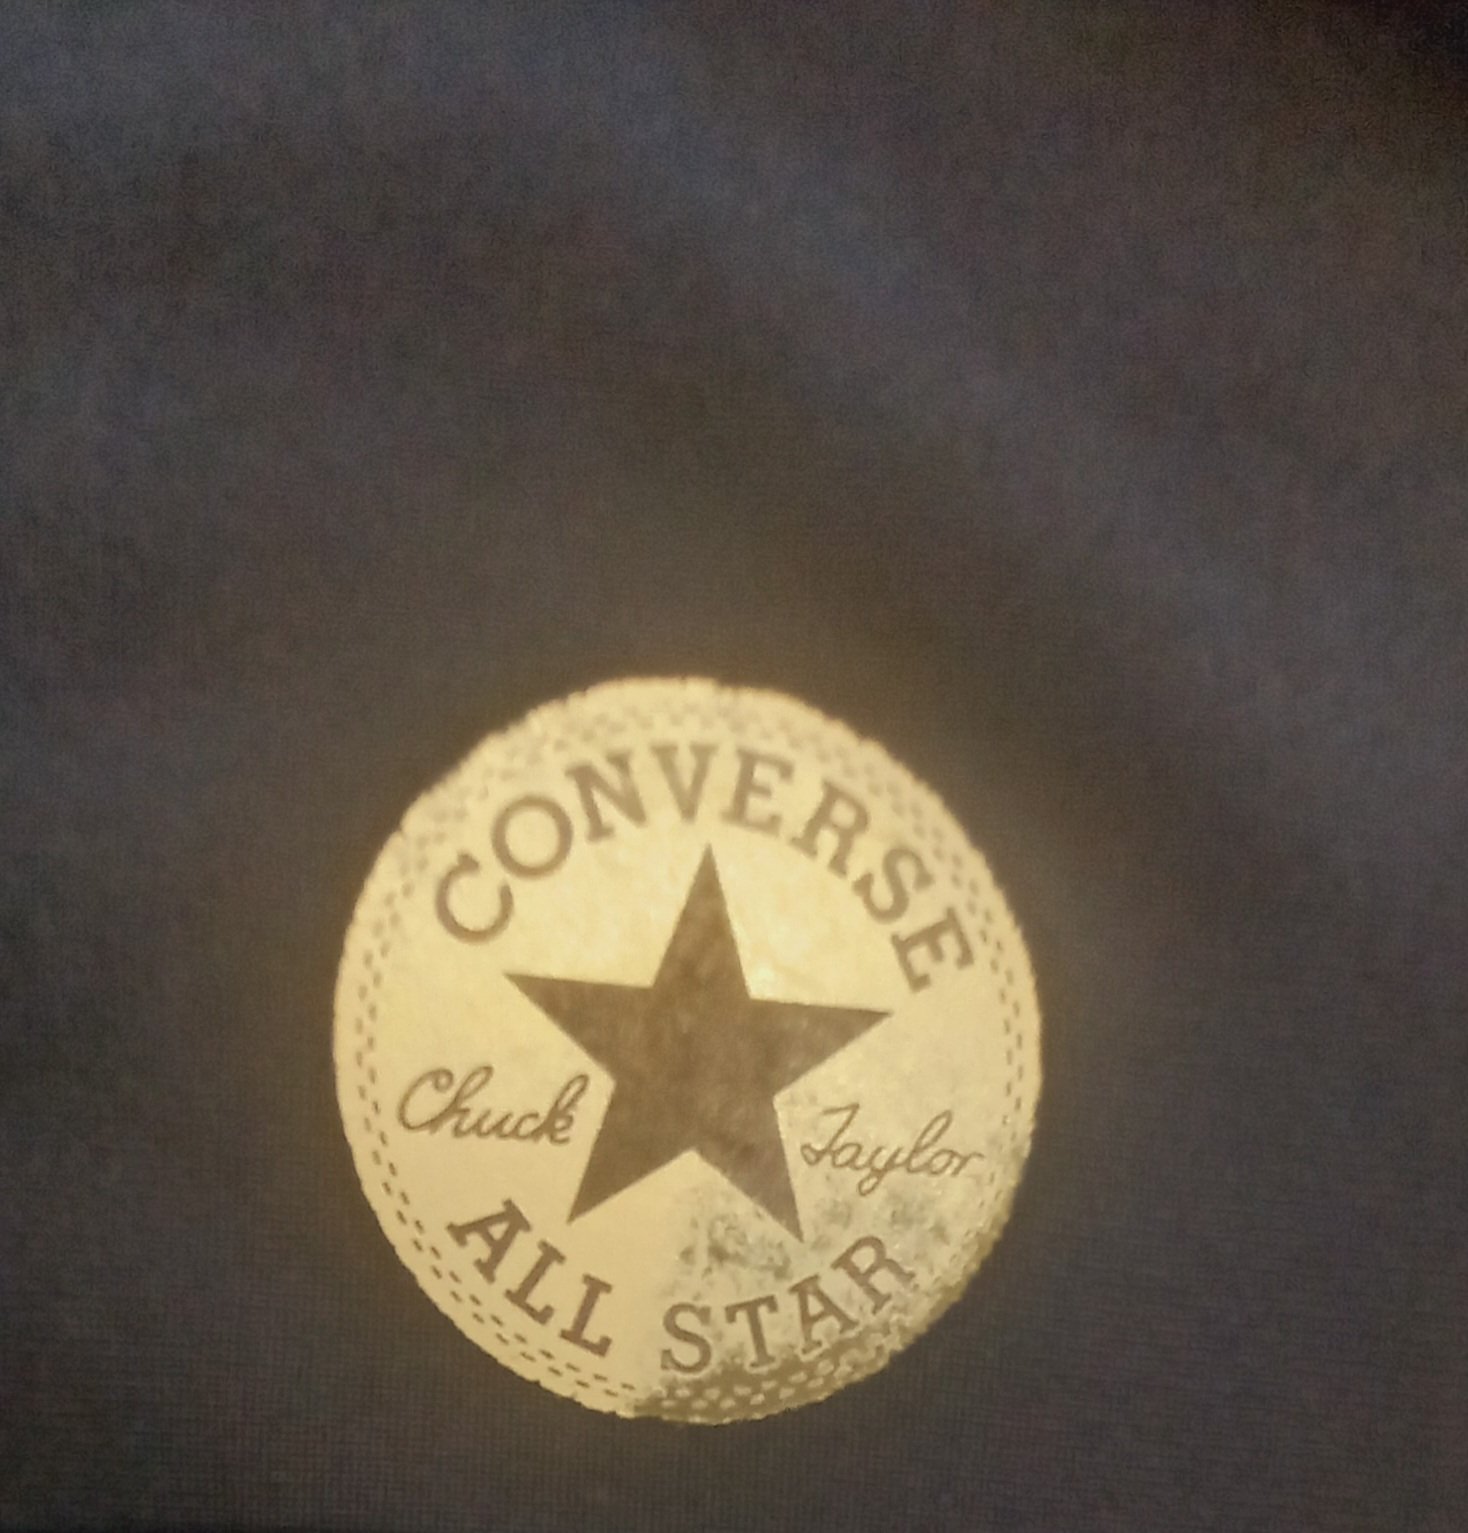 CONVERSE
Chuck Taylor
ALL STAR